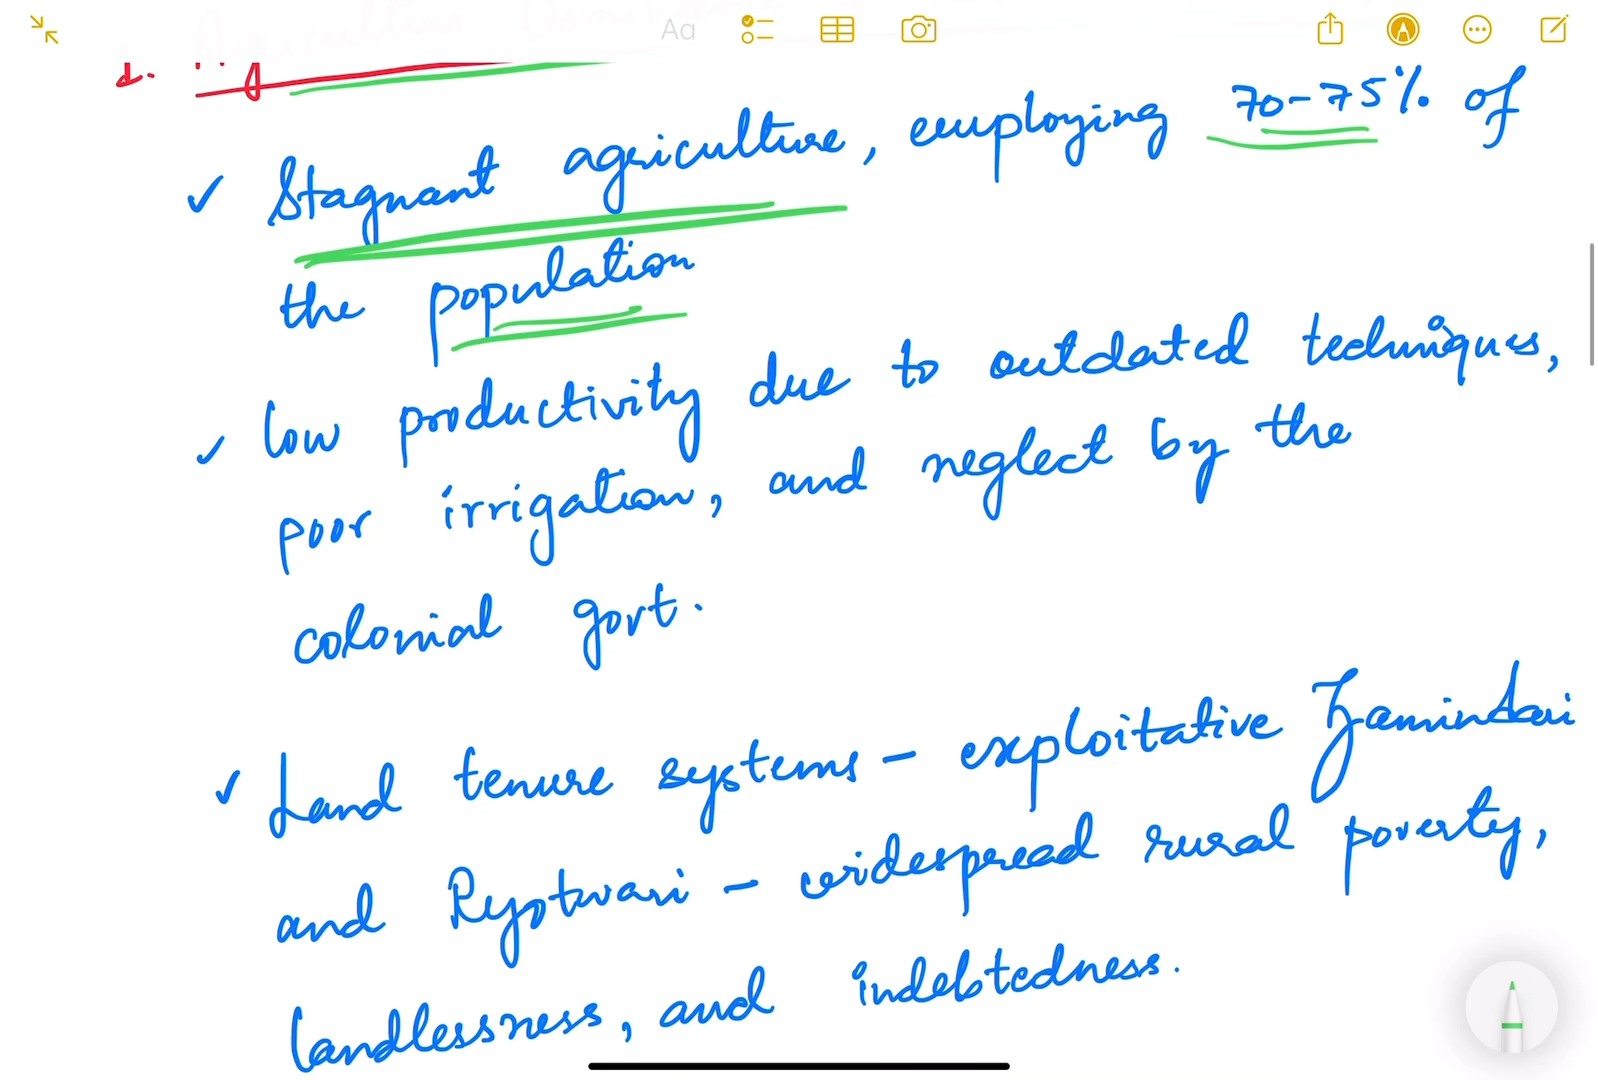 Aa
✓ Stagnant agriculture, employing 70-75% of
the population
✓ low productivity due to outdated techniques,
poor irrigation, and neglect by the
colonial govt.
✓ Land tenure systems - exploitative Zamindari
and Ryotwari - widespread rural poverty,
landlessness, and indebtedness.